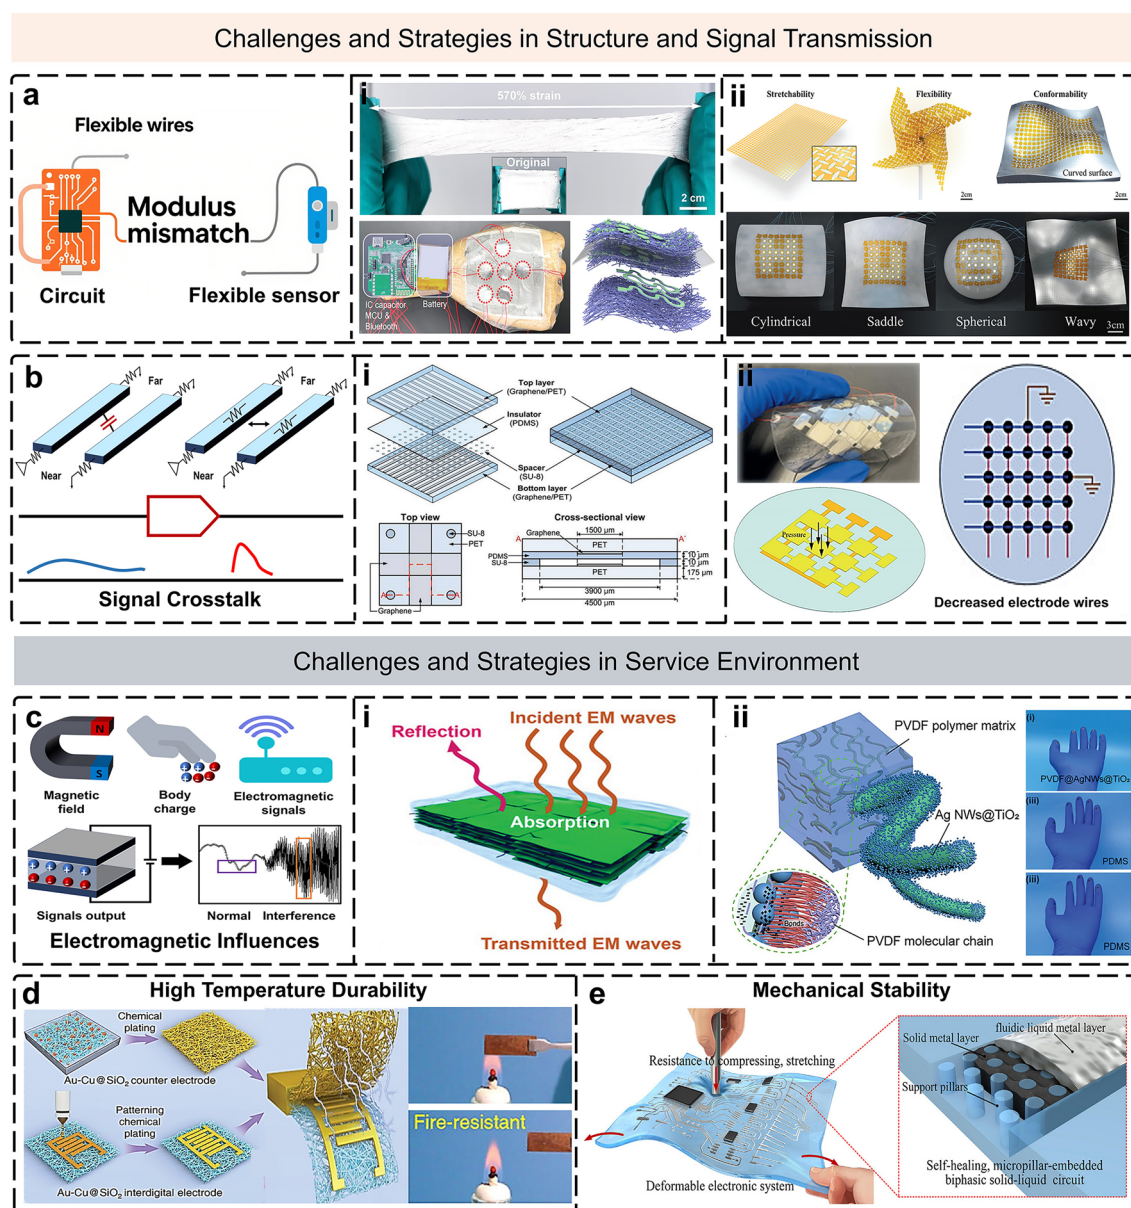 Challenges and Strategies in Structure and Signal Transmission
a
Flexible wires
Modulus
mismatch
Circuit
Flexible sensor
i
570% strain
Original
2 cm
IC capacitor
MCU &
Bluetooth
Battery
ii
Stretchability
Flexibility
Conformability
Curved surface
2cm
2cm
Cylindrical
Saddle
Spherical
Wavy
3cm
b
Far
Far
Near
Near
Signal Crosstalk
i
Top layer
(Graphene/PET)
Insulator
(PDMS)
Spacer
(SU-8)
Bottom layer
(Graphene/PET)
Top view
SU-8
PET
A
A'
Graphene
Cross-sectional view
1500 μm
A
Graphene
A'
PET
PDMS
SU-8
10 μm
10 μm
175 μm
PET
3900 μm
4500 μm
ii
Pressure
Decreased electrode wires
Challenges and Strategies in Service Environment
c
N
S
Magnetic
field
Body
charge
Electromagnetic
signals
Signals output
Normal
Interference
Electromagnetic Influences
i
Incident EM waves
Reflection
Absorption
Transmitted EM waves
ii
PVDF polymer matrix
Ag NWs@TiO₂
Bonds
PVDF molecular chain
(i)
PVDF@AgNWs@TiO₂
(iii)
PDMS
(iii)
PDMS
d
High Temperature Durability
Chemical
plating
Au-Cu@SiO₂ counter electrode
Patterning
chemical
plating
Au-Cu@SiO₂ interdigital electrode
Fire-resistant
e
Mechanical Stability
Resistance to compressing, stretching
Deformable electronic system
Solid metal layer
fluidic liquid metal layer
Support pillars
Self-healing, micropillar-embedded
biphasic solid-liquid circuit